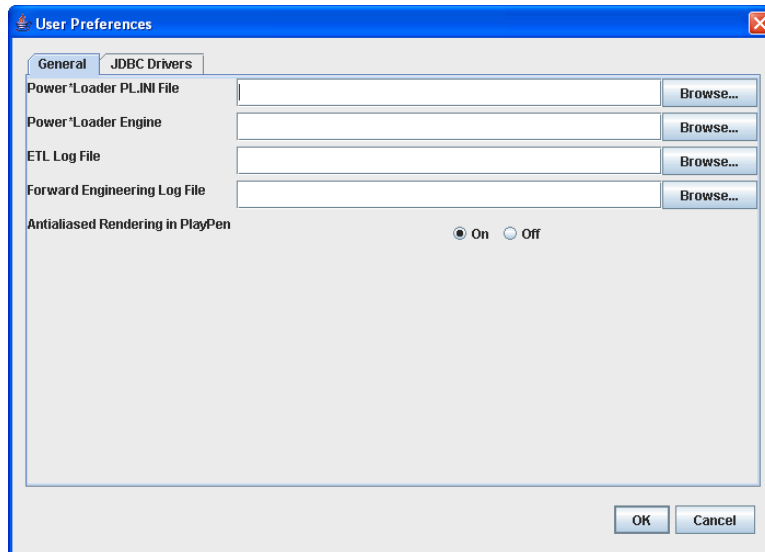 User Preferences
General JDBC Drivers
Power*Loader PL.INI File Browse...
Power*Loader Engine Browse...
ETL Log File Browse...
Forward Engineering Log File Browse...
Antialiased Rendering in PlayPen On Off
OK Cancel